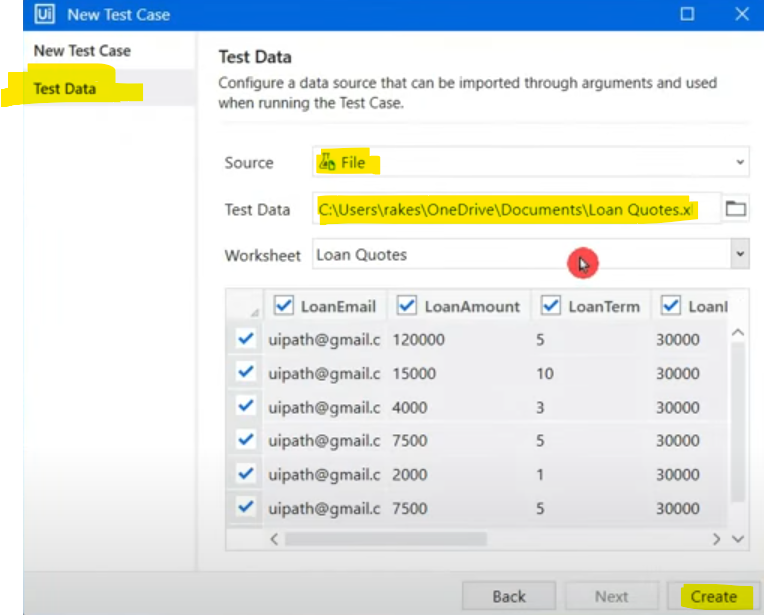 Ui New Test Case
New Test Case
Test Data
Test Data
Configure a data source that can be imported through arguments and used
when running the Test Case.
Source File
Test Data C:\Users\rakes\OneDrive\Documents\Loan Quotes.x
Worksheet Loan Quotes
LoanEmail LoanAmount LoanTerm LoanI
uipath@gmail.c 120000 5 30000
uipath@gmail.c 15000 10 30000
uipath@gmail.c 4000 3 30000
uipath@gmail.c 7500 5 30000
uipath@gmail.c 2000 1 30000
uipath@gmail.c 7500 5 30000
Back Next Create